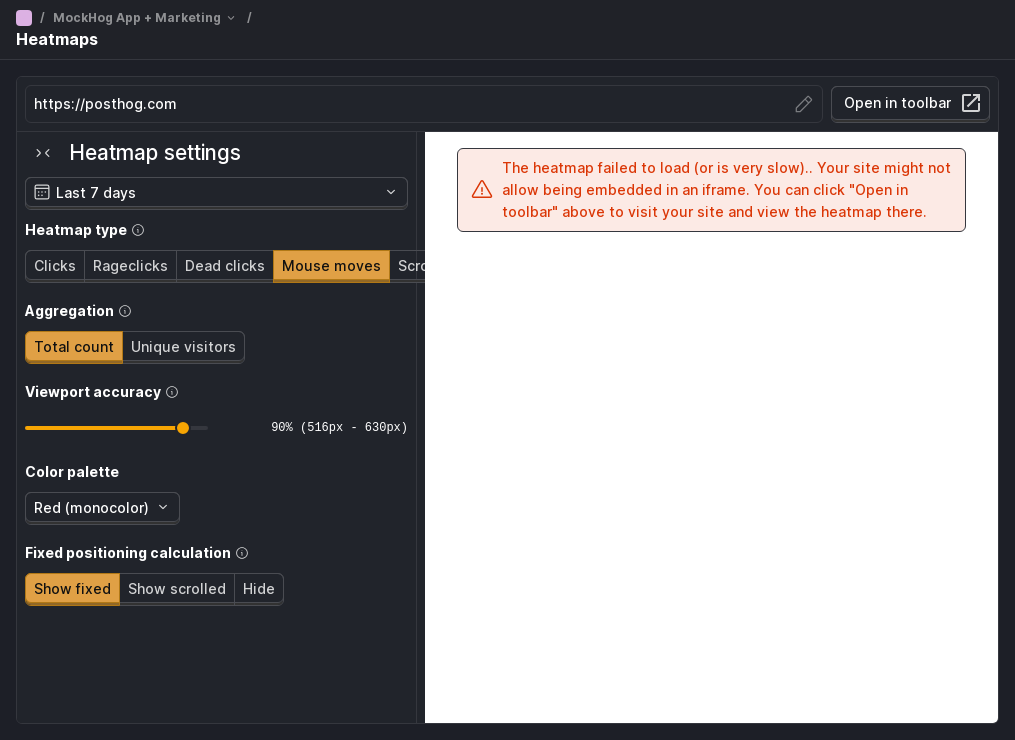 / MockHog App + Marketing /
Heatmaps
https://posthog.com
Open in toolbar
Heatmap settings
Last 7 days
Heatmap type
Clicks Rageclicks Dead clicks Mouse moves Scro
Aggregation
Total count Unique visitors
Viewport accuracy
90% (516px - 630px)
Color palette
Red (monocolor)
Fixed positioning calculation
Show fixed Show scrolled Hide
The heatmap failed to load (or is very slow).. Your site might not
allow being embedded in an iframe. You can click "Open in
toolbar" above to visit your site and view the heatmap there.